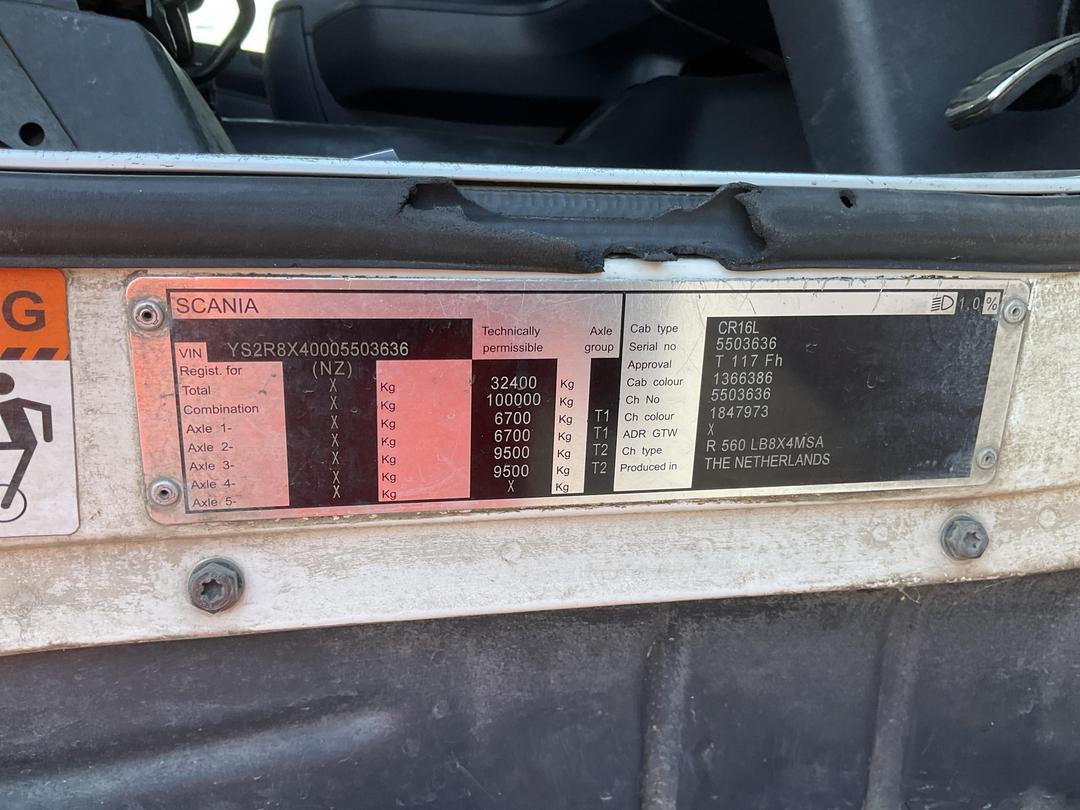 G
SCANIA
1.0 %
VIN YS2R8X40005503636
Regist. for (NZ)
Technically permissible
Axle group
Total X Kg 32400 Kg
Combination X Kg 100000 Kg
Axle 1- X Kg 6700 Kg T1
Axle 2- X Kg 6700 Kg T1
Axle 3- X Kg 9500 Kg T2
Axle 4- X Kg 9500 Kg T2
Axle 5- X Kg X Kg
Cab type CR16L
Serial no 5503636
Approval T 117 Fh
Cab colour 1366386
Ch No 5503636
Ch colour 1847973
ADR GTW X
Ch type R 560 LB8X4MSA
Produced in THE NETHERLANDS